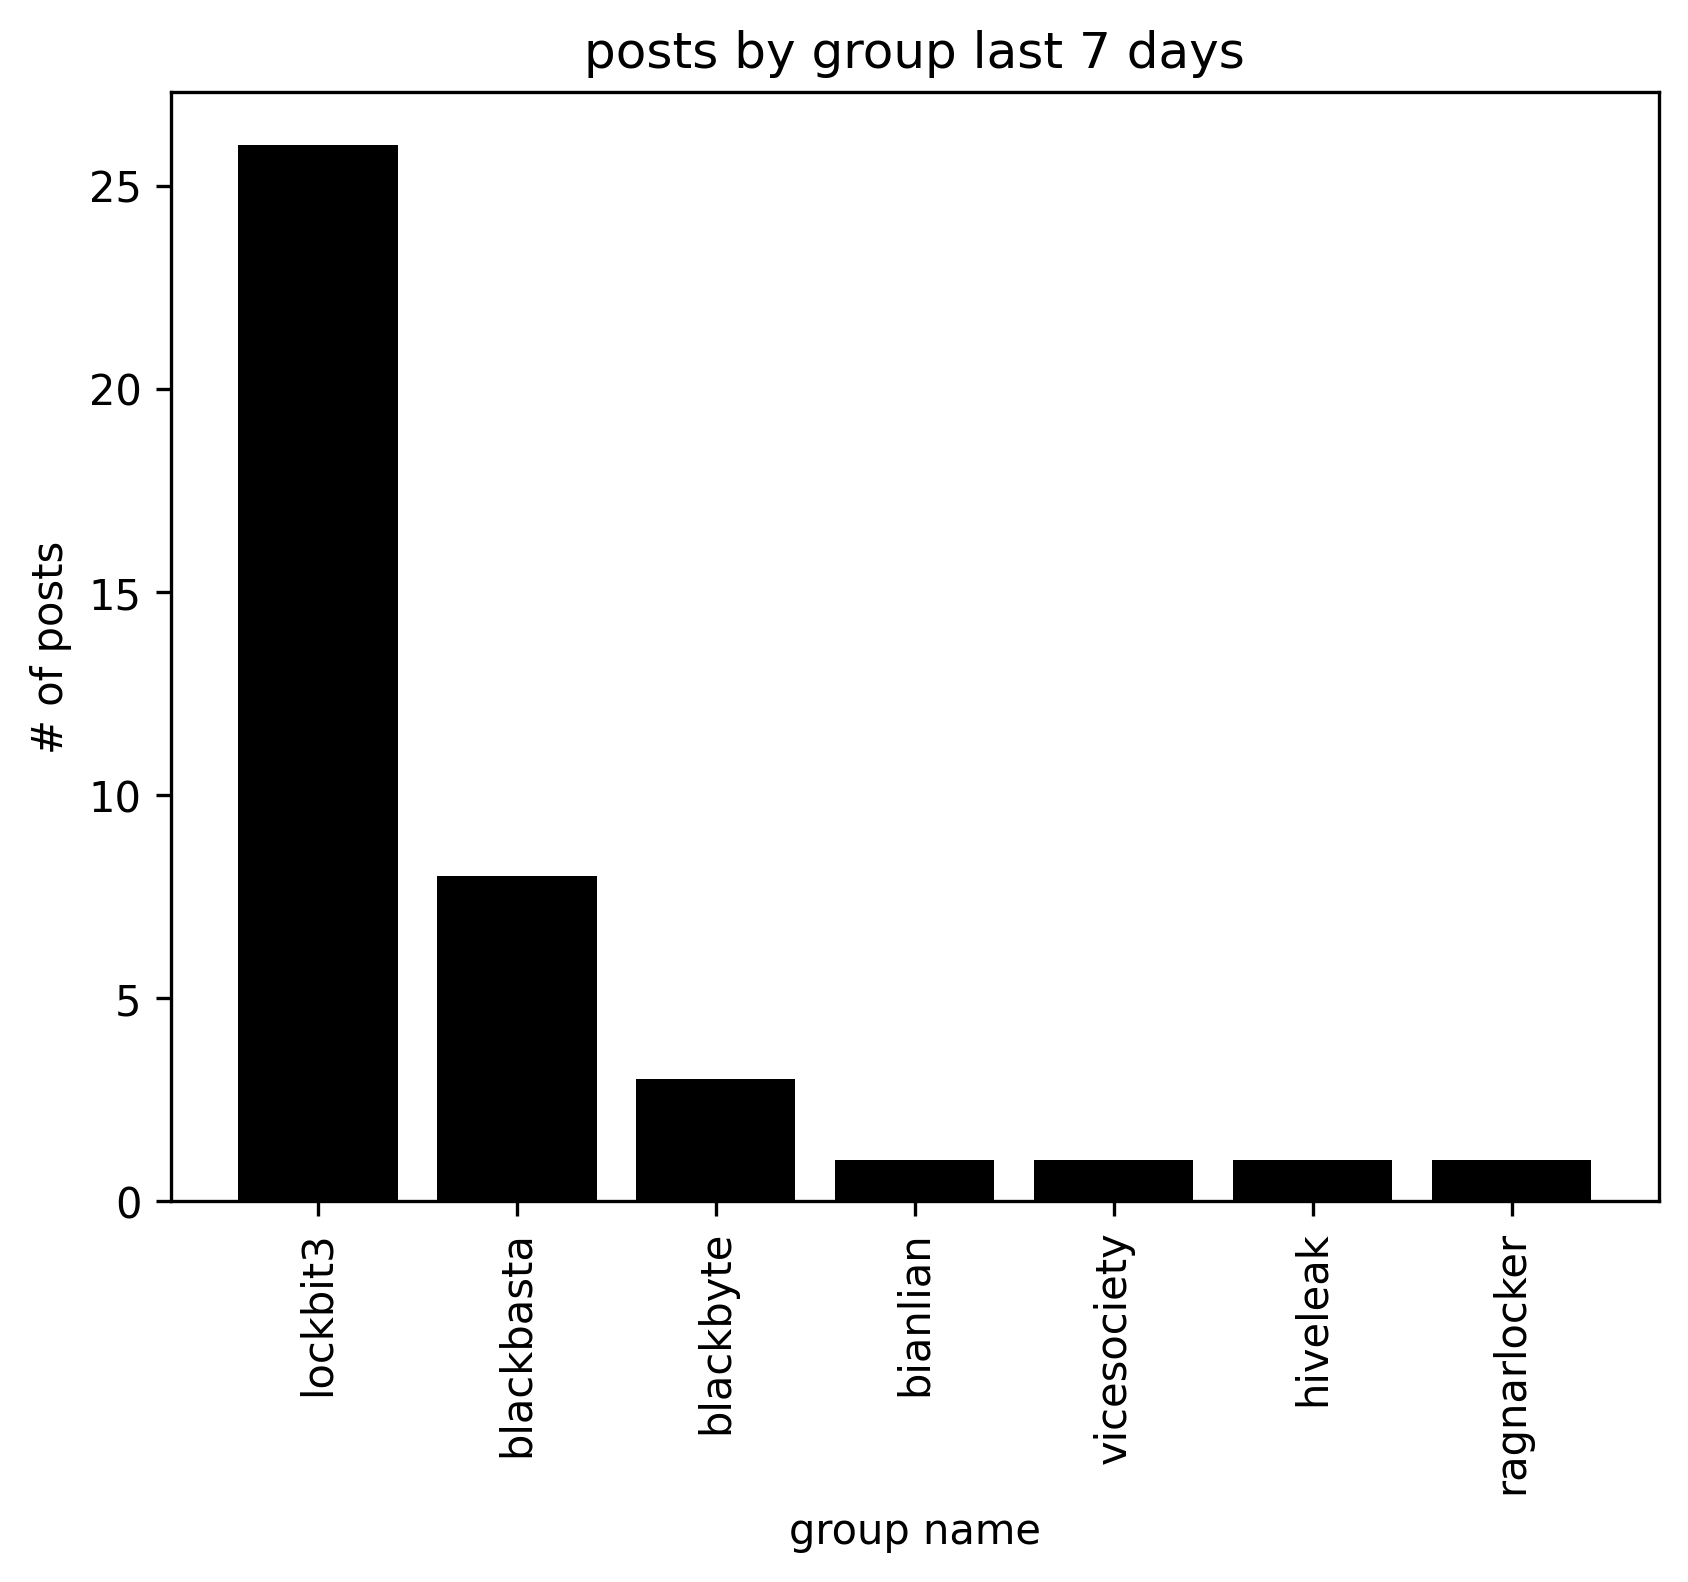 posts by group last 7 days
# of posts
25
20
15
10
5
0
lockbit3
blackbasta
blackbyte
bianlian
vicesociety
hiveleak
ragnarlocker
group name